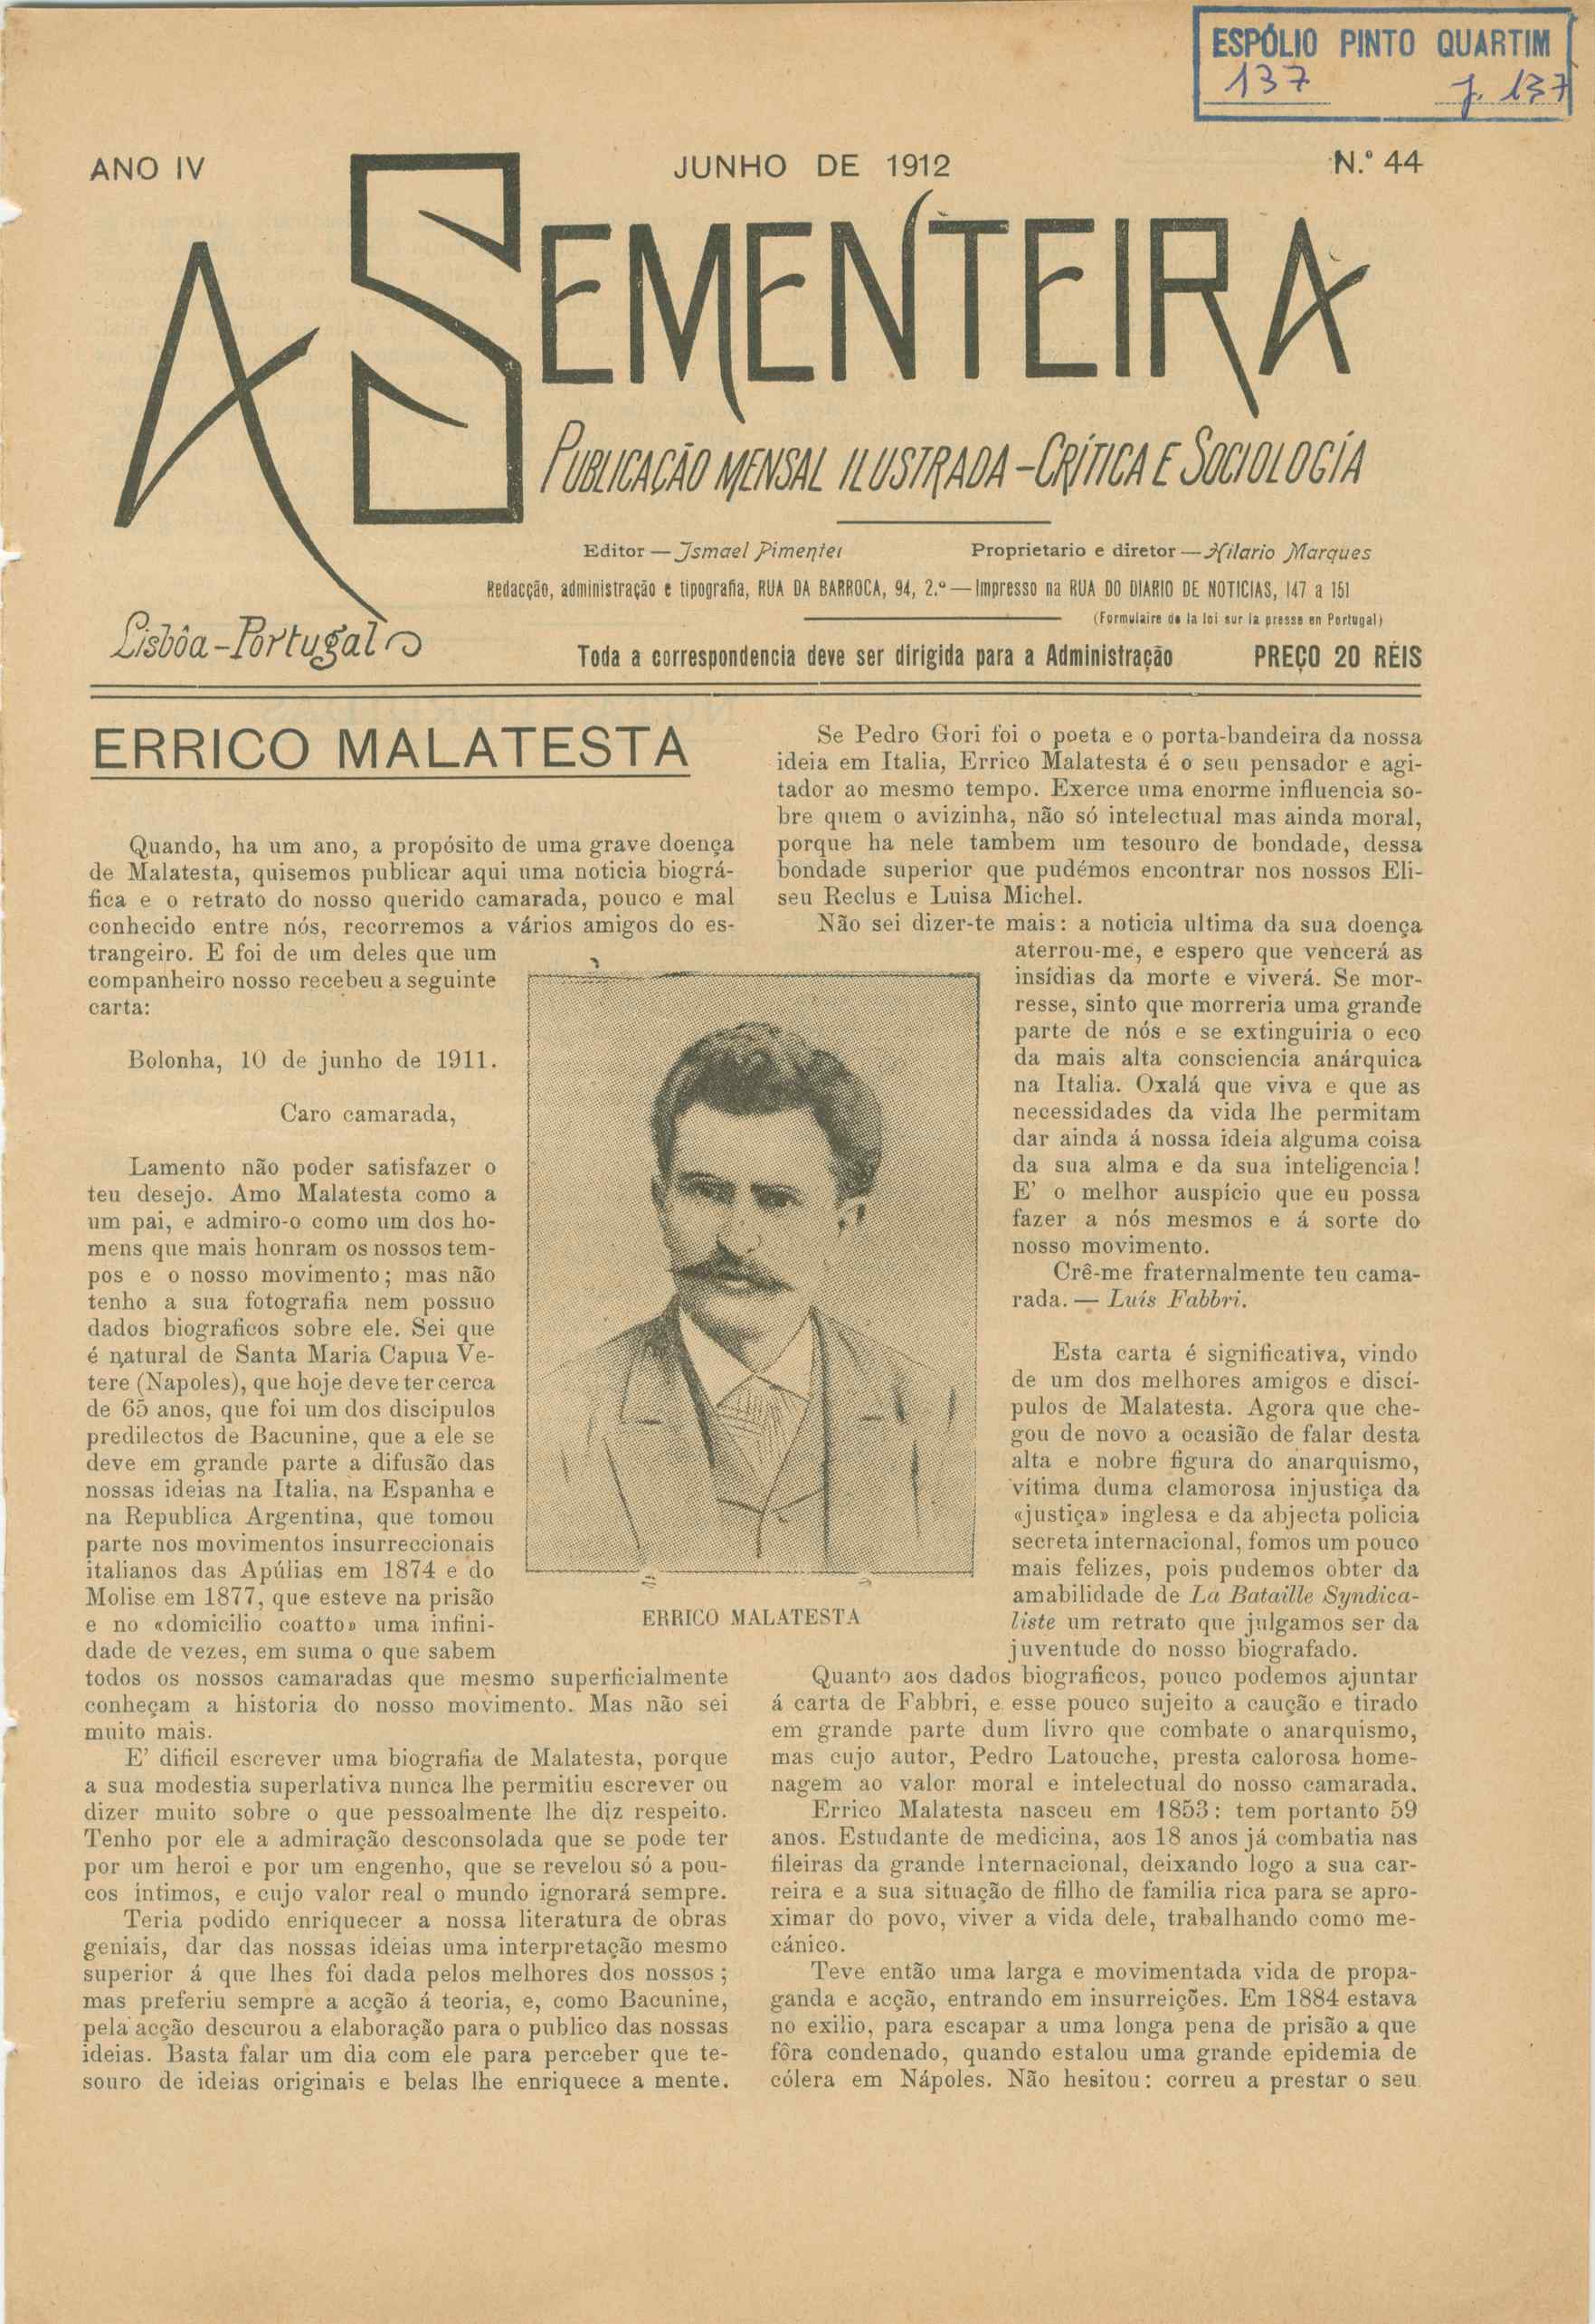 ESPÓLIO PINTO QUARTIM
137 J. 137
ANO IV
JUNHO DE 1912
N.º 44
A SEMENTEIRA
PUBLICAÇÃO MENSAL ILUSTRADA - CRÍTICA E SOCIOLOGÍA
Editor — Ismael Pimentel
Proprietario e diretor — Hilario Marques
Redacção, administração e tipografia, RUA DA BARROCA, 94, 2.º — Impresso na RUA DO DIARIO DE NOTICIAS, 147 a 151
(Formulaire de la loi sur la presse en Portugal)
Lisbôa - Portugal
Toda a correspondencia deve ser dirigida para a Administração
PREÇO 20 RÉIS
ERRICO MALATESTA
Quando, ha um ano, a propósito de uma grave doença
de Malatesta, quisemos publicar aqui uma noticia biográ-
fica e o retrato do nosso querido camarada, pouco e mal
conhecido entre nós, recorremos a vários amigos do es-
trangeiro. E foi de um deles que um
companheiro nosso recebeu a seguinte
carta:
Bolonha, 10 de junho de 1911.
Caro camarada,
Lamento não poder satisfazer o
teu desejo. Amo Malatesta como a
um pai, e admiro-o como um dos ho-
mens que mais honram os nossos tem-
pos e o nosso movimento; mas não
tenho a sua fotografia nem possuo
dados biograficos sobre ele. Sei que
é natural de Santa Maria Capua Ve-
tere (Napoles), que hoje deve ter cerca
de 65 anos, que foi um dos discipulos
predilectos de Bacunine, que a ele se
deve em grande parte a difusão das
nossas ideias na Italia, na Espanha e
na Republica Argentina, que tomou
parte nos movimentos insurreccionais
italianos das Apúlias em 1874 e do
Molise em 1877, que esteve na prisão
e no «domicilio coatto» uma infini-
dade de vezes, em suma o que sabem
todos os nossos camaradas que mesmo superficialmente
conheçam a historia do nosso movimento. Mas não sei
muito mais.
E' dificil escrever uma biografia de Malatesta, porque
a sua modestia superlativa nunca lhe permitiu escrever ou
dizer muito sobre o que pessoalmente lhe diz respeito.
Tenho por ele a admiração desconsolada que se pode ter
por um heroi e por um engenho, que se revelou só a pou-
cos íntimos, e cujo valor real o mundo ignorará sempre.
Teria podido enriquecer a nossa literatura de obras
geniais, dar das nossas ideias uma interpretação mesmo
superior á que lhes foi dada pelos melhores dos nossos;
mas preferiu sempre a acção á teoria, e, como Bacunine,
pela acção descurou a elaboração para o publico das nossas
ideias. Basta falar um dia com ele para perceber que te-
souro de ideias originais e belas lhe enriquece a mente.
ERRICO MALATESTA
Se Pedro Gori foi o poeta e o porta-bandeira da nossa
ideia em Italia, Errico Malatesta é o seu pensador e agi-
tador ao mesmo tempo. Exerce uma enorme influencia so-
bre quem o avizinha, não só intelectual mas ainda moral,
porque ha nele tambem um tesouro de bondade, dessa
bondade superior que pudémos encontrar nos nossos Eli-
seu Reclus e Luisa Michel.
Não sei dizer-te mais: a noticia ultima da sua doença
aterrou-me, e espero que vencerá as
insídias da morte e viverá. Se mor-
resse, sinto que morreria uma grande
parte de nós e se extinguiria o eco
da mais alta consciencia anárquica
na Italia. Oxalá que viva e que as
necessidades da vida lhe permitam
dar ainda á nossa ideia alguma coisa
da sua alma e da sua inteligencia!
E' o melhor auspício que eu possa
fazer a nós mesmos e á sorte do
nosso movimento.
Crê-me fraternalmente teu cama-
rada. — Luís Fabbri.
Esta carta é significativa, vindo
de um dos melhores amigos e discí-
pulos de Malatesta. Agora que che-
gou de novo a ocasião de falar desta
alta e nobre figura do anarquismo,
vítima duma clamorosa injustiça da
«justiça» inglesa e da abjecta policia
secreta internacional, fomos um pouco
mais felizes, pois pudemos obter da
amabilidade de La Bataille Syndica-
liste um retrato que julgamos ser da
juventude do nosso biografado.
Quanto aos dados biograficos, pouco podemos ajuntar
á carta de Fabbri, e esse pouco sujeito a caução e tirado
em grande parte dum livro que combate o anarquismo,
mas cujo autor, Pedro Latouche, presta calorosa home-
nagem ao valor moral e intelectual do nosso camarada.
Errico Malatesta nasceu em 1853: tem portanto 59
anos. Estudante de medicina, aos 18 anos já combatia nas
fileiras da grande Internacional, deixando logo a sua car-
reira e a sua situação de filho de familia rica para se apro-
ximar do povo, viver a vida dele, trabalhando como me-
cánico.
Teve então uma larga e movimentada vida de propa-
ganda e acção, entrando em insurreições. Em 1884 estava
no exilio, para escapar a uma longa pena de prisão a que
fôra condenado, quando estalou uma grande epidemia de
cólera em Nápoles. Não hesitou: correu a prestar o seu